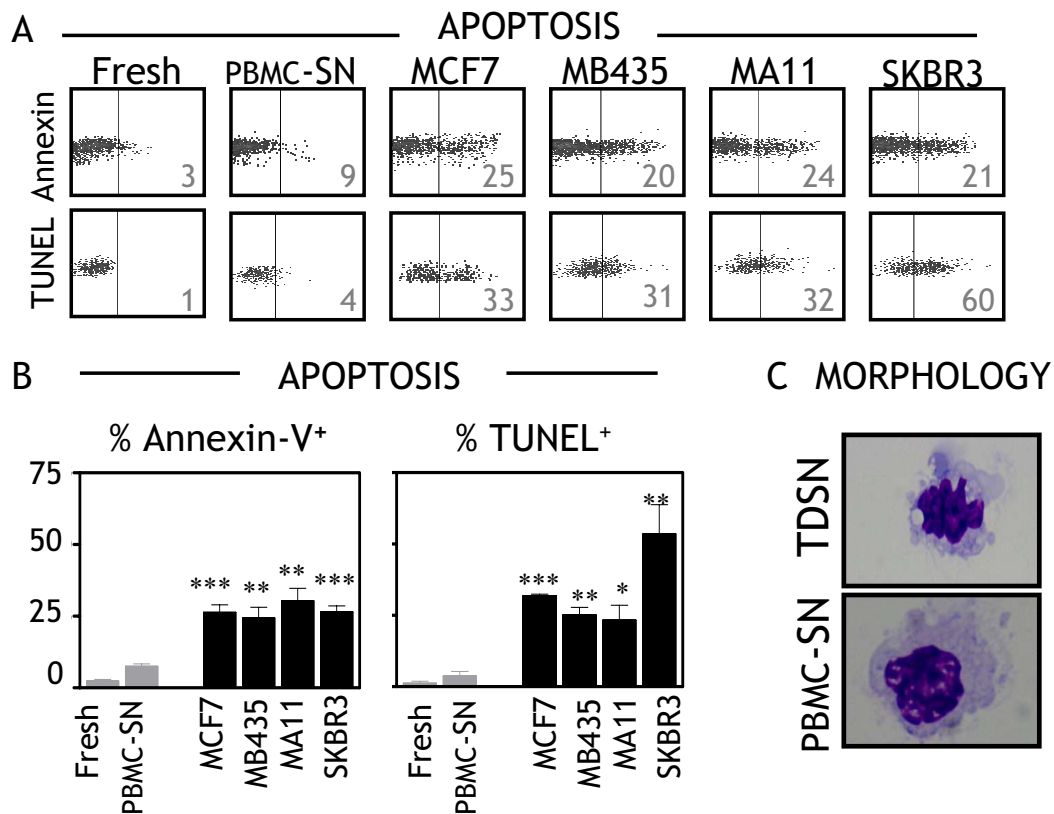 A APOPTOSIS
Fresh PBMC-SN MCF7 MB435 MA11 SKBR3
Annexin 3 9 25 20 24 21
TUNEL 1 4 33 31 32 60
B APOPTOSIS
% Annexin-V+ % TUNEL+
75
50
25
0
*** ** ** ***
*** ** * **
Fresh PBMC-SN MCF7 MB435 MA11 SKBR3
Fresh PBMC-SN MCF7 MB435 MA11 SKBR3
C MORPHOLOGY
TDSN
PBMC-SN